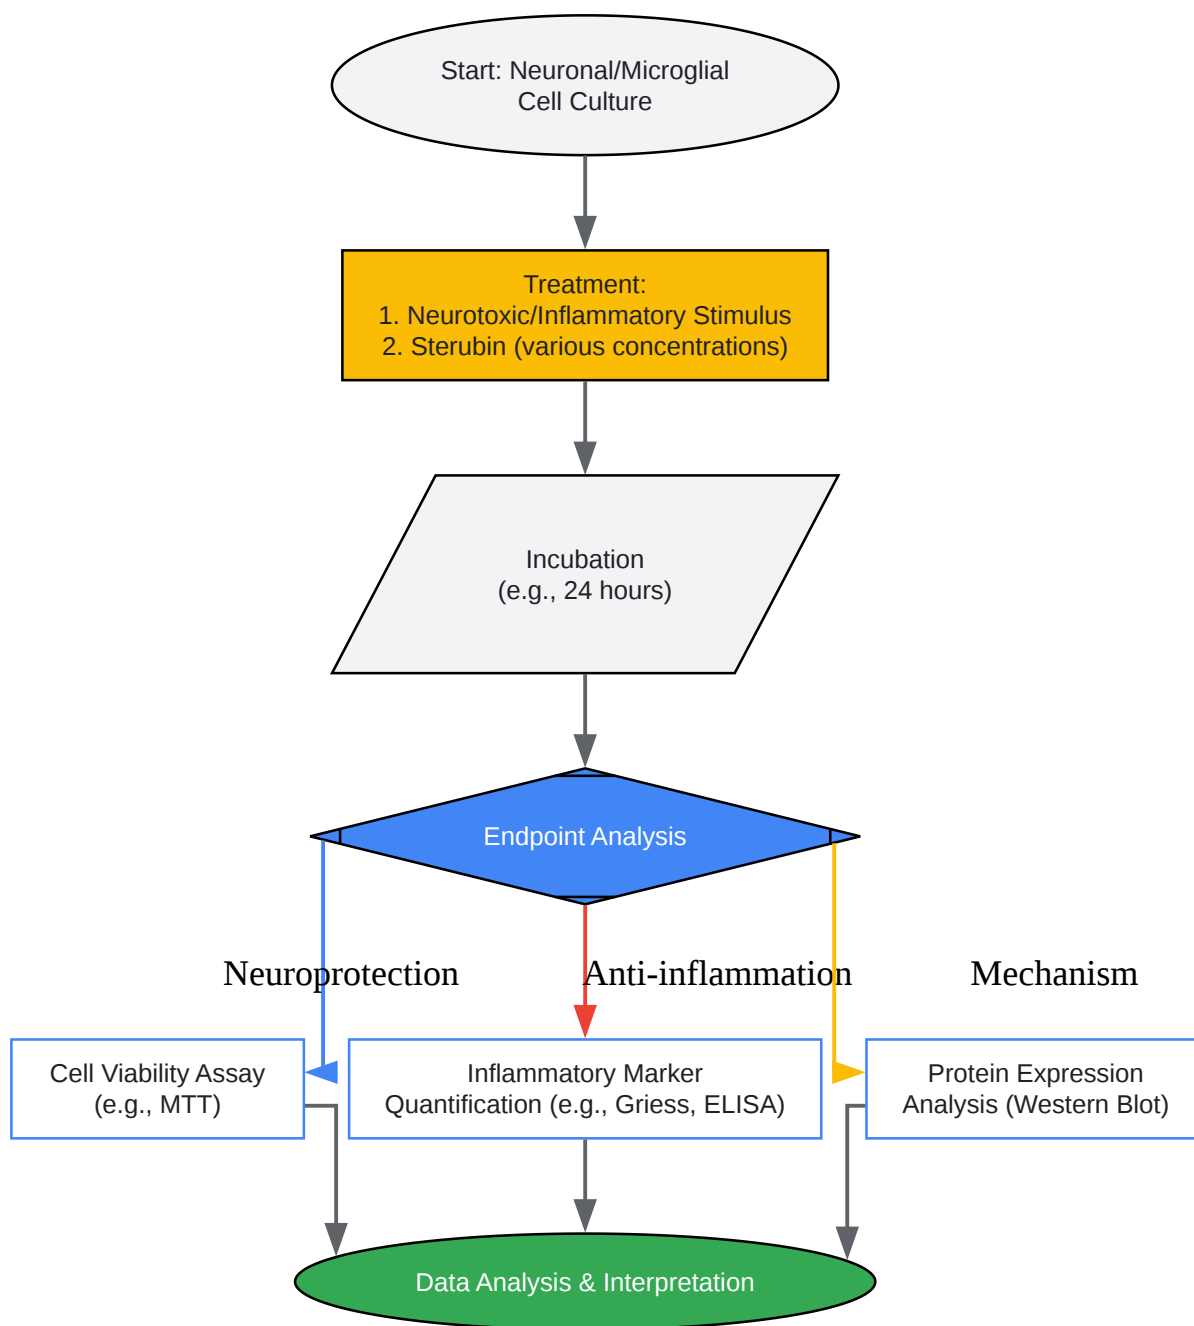 Start: Neuronal/Microglial
Cell Culture
Treatment:
1. Neurotoxic/Inflammatory Stimulus
2. Sterubin (various concentrations)
Incubation
(e.g., 24 hours)
Endpoint Analysis
Neuroprotection
Anti-inflammation
Mechanism
Cell Viability Assay
(e.g., MTT)
Inflammatory Marker
Quantification (e.g., Griess, ELISA)
Protein Expression
Analysis (Western Blot)
Data Analysis & Interpretation